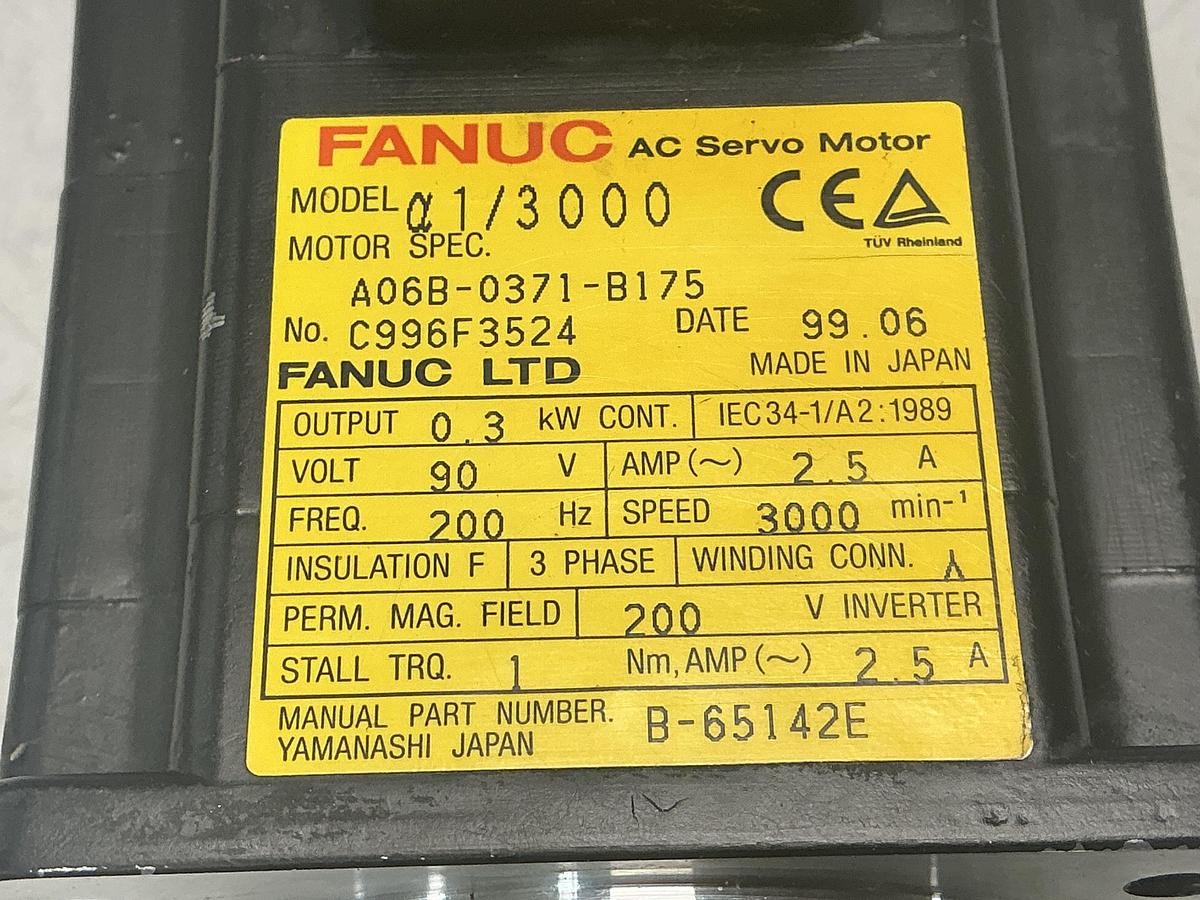 FANUC AC Servo Motor
MODEL α1/3000
CE
TÜV Rheinland
MOTOR SPEC.
A06B-0371-B175
No. C996F3524 DATE 99.06
FANUC LTD MADE IN JAPAN
OUTPUT 0.3 kW CONT. IEC34-1/A2:1989
VOLT 90 V AMP(~) 2.5 A
FREQ. 200 Hz SPEED 3000 min-¹
INSULATION F 3 PHASE WINDING CONN. 人
PERM. MAG. FIELD 200 V INVERTER
STALL TRQ. 1 Nm, AMP(~) 2.5 A
MANUAL PART NUMBER. B-65142E
YAMANASHI JAPAN